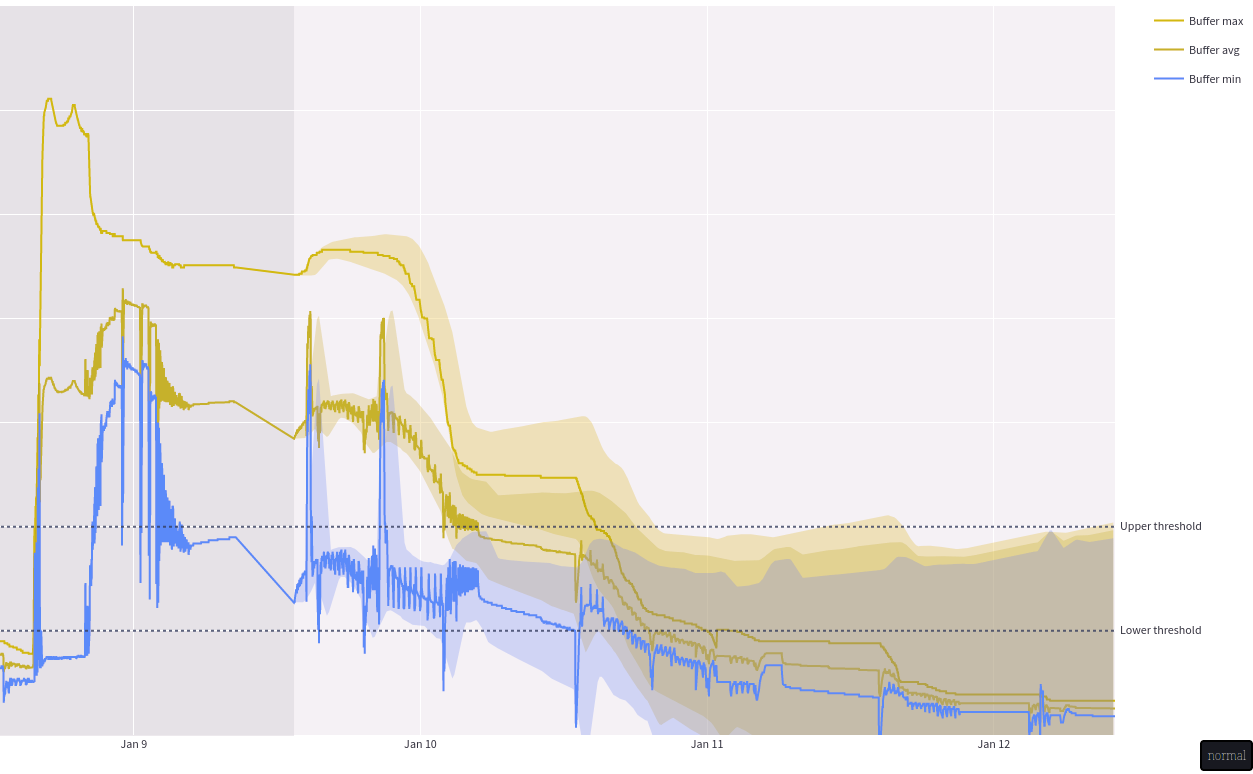 Buffer max
Buffer avg
Buffer min
Upper threshold
Lower threshold
Jan 9
Jan 10
Jan 11
Jan 12
normal